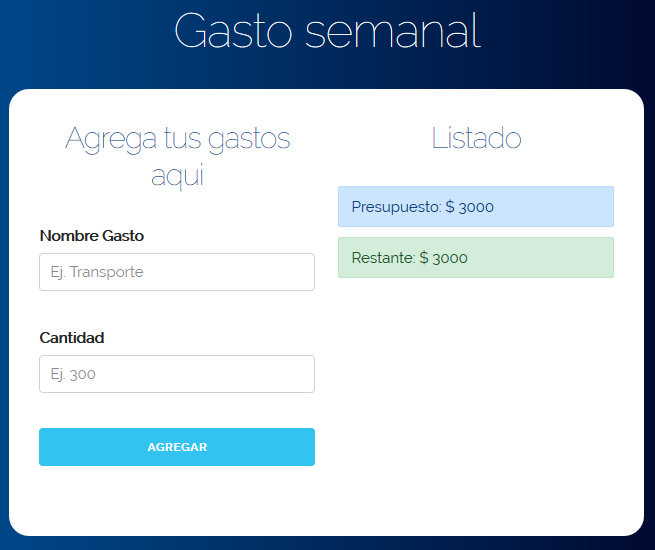 Gasto semanal
Agrega tus gastos
aqui
Nombre Gasto
Ej. Transporte
Cantidad
Ej. 300
AGREGAR
Listado
Presupuesto: $ 3000
Restante: $ 3000